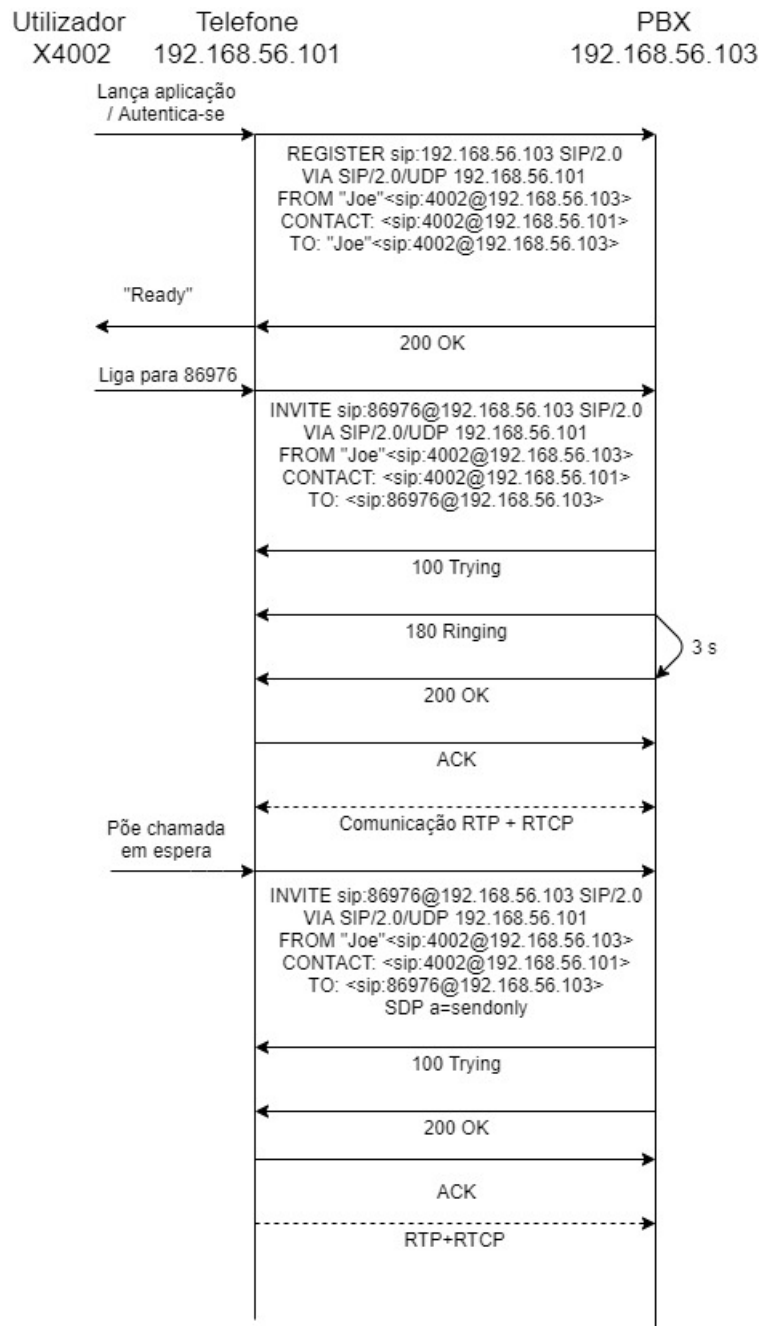 Utilizador Telefone PBX
X4002 192.168.56.101 192.168.56.103
Lança aplicação
/ Autentica-se
REGISTER sip:192.168.56.103 SIP/2.0
VIA SIP/2.0/UDP 192.168.56.101
FROM "Joe"<sip:4002@192.168.56.103>
CONTACT: <sip:4002@192.168.56.101>
TO: "Joe"<sip:4002@192.168.56.103>
"Ready"
200 OK
Liga para 86976
INVITE sip:86976@192.168.56.103 SIP/2.0
VIA SIP/2.0/UDP 192.168.56.101
FROM "Joe"<sip:4002@192.168.56.103>
CONTACT: <sip:4002@192.168.56.101>
TO: <sip:86976@192.168.56.103>
100 Trying
180 Ringing
3 s
200 OK
ACK
Comunicação RTP + RTCP
Põe chamada
em espera
INVITE sip:86976@192.168.56.103 SIP/2.0
VIA SIP/2.0/UDP 192.168.56.101
FROM "Joe"<sip:4002@192.168.56.103>
CONTACT: <sip:4002@192.168.56.101>
TO: <sip:86976@192.168.56.103>
SDP a=sendonly
100 Trying
200 OK
ACK
RTP+RTCP